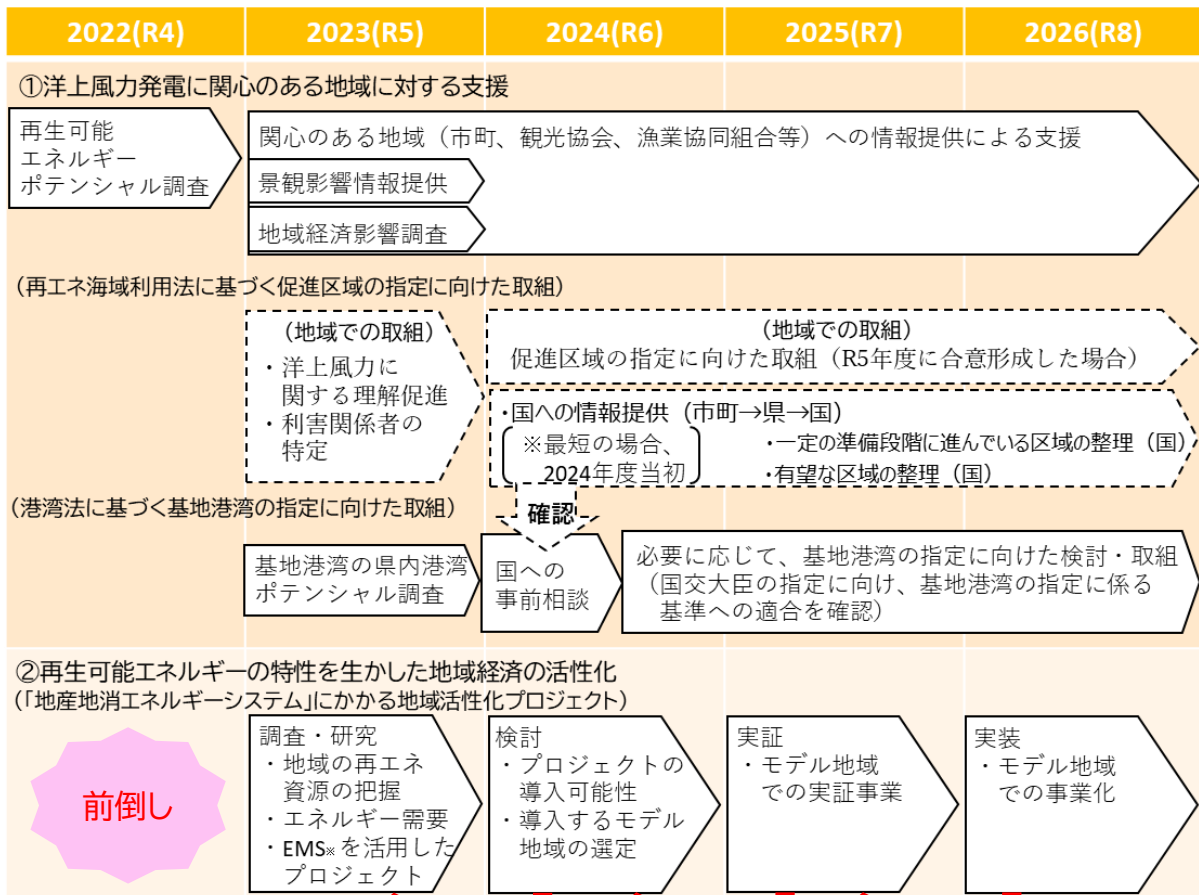 2022(R4)
2023(R5)
2024(R6)
2025(R7)
2026(R8)
①洋上風力発電に関心のある地域に対する支援
再生可能
エネルギー
ポテンシャル調査
関心のある地域（市町、観光協会、漁業協同組合等）への情報提供による支援
景観影響情報提供
地域経済影響調査
（再エネ海域利用法に基づく促進区域の指定に向けた取組）
（地域での取組）
・洋上風力に
関する理解促進
・利害関係者の
特定
（地域での取組）
促進区域の指定に向けた取組（R5年度に合意形成した場合）
・国への情報提供（市町→県→国）
※最短の場合、
2024年度当初
・一定の準備段階に進んでいる区域の整理（国）
・有望な区域の整理（国）
（港湾法に基づく基地港湾の指定に向けた取組）
確認
基地港湾の県内港湾
ポテンシャル調査
国への
事前相談
必要に応じて、基地港湾の指定に向けた検討・取組
（国交大臣の指定に向け、基地港湾の指定に係る
基準への適合を確認）
②再生可能エネルギーの特性を生かした地域経済の活性化
（「地産地消エネルギーシステム」にかかる地域活性化プロジェクト）
前倒し
調査・研究
・地域の再エネ
資源の把握
・エネルギー需要
・EMS※を活用した
プロジェクト
検討
・プロジェクトの
導入可能性
・導入するモデル
地域の選定
実証
・モデル地域
での実証事業
実装
・モデル地域
での事業化